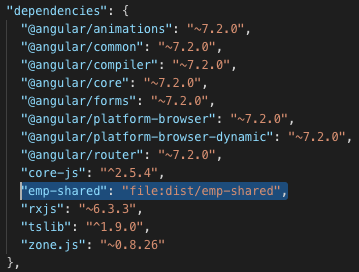 "dependencies": {
"@angular/animations": "~7.2.0",
"@angular/common": "~7.2.0",
"@angular/compiler": "~7.2.0",
"@angular/core": "~7.2.0",
"@angular/forms": "~7.2.0",
"@angular/platform-browser": "~7.2.0",
"@angular/platform-browser-dynamic": "~7.2.0",
"@angular/router": "~7.2.0",
"core-js": "^2.5.4",
"emp-shared": "file:dist/emp-shared",
"rxjs": "~6.3.3",
"tslib": "^1.9.0",
"zone.js": "~0.8.26"
},